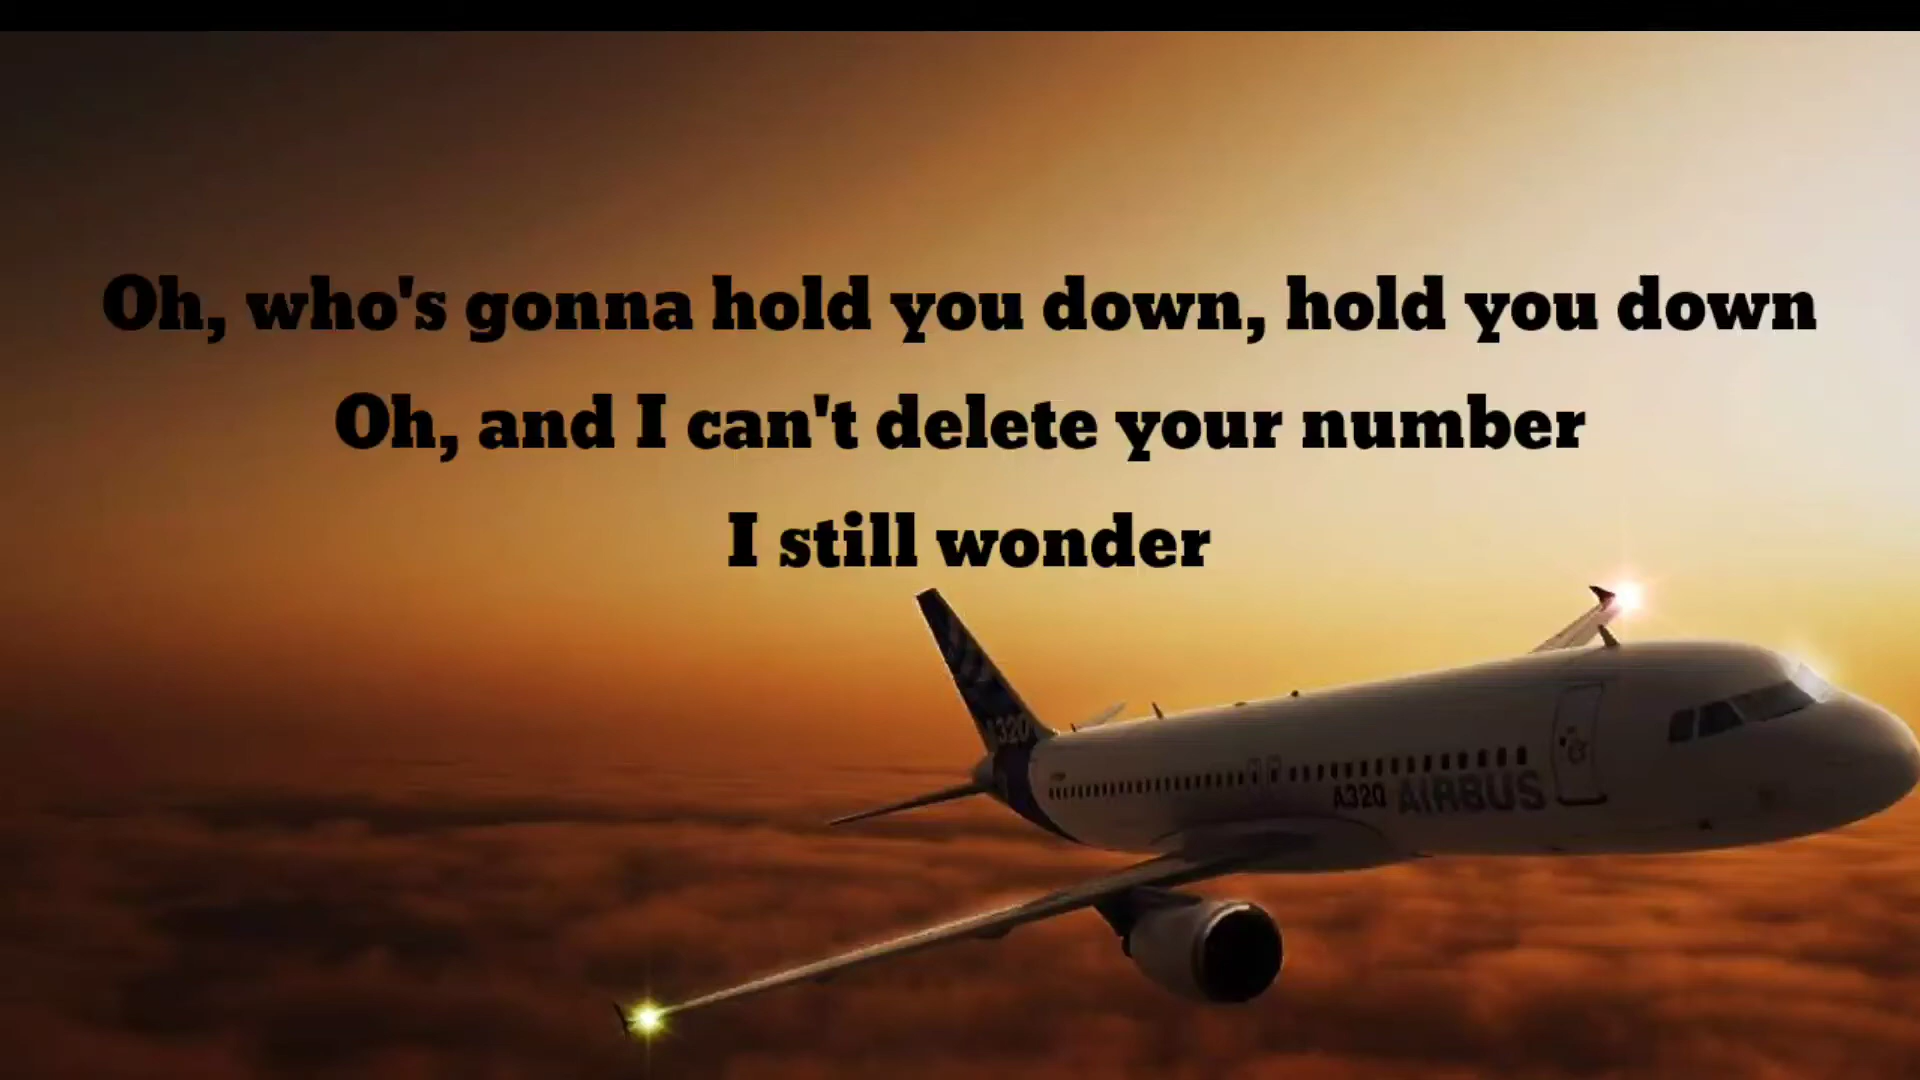 Oh, who's gonna hold you down, hold you down
Oh, and I can't delete your number
I still wonder
A320
A320 AIRBUS